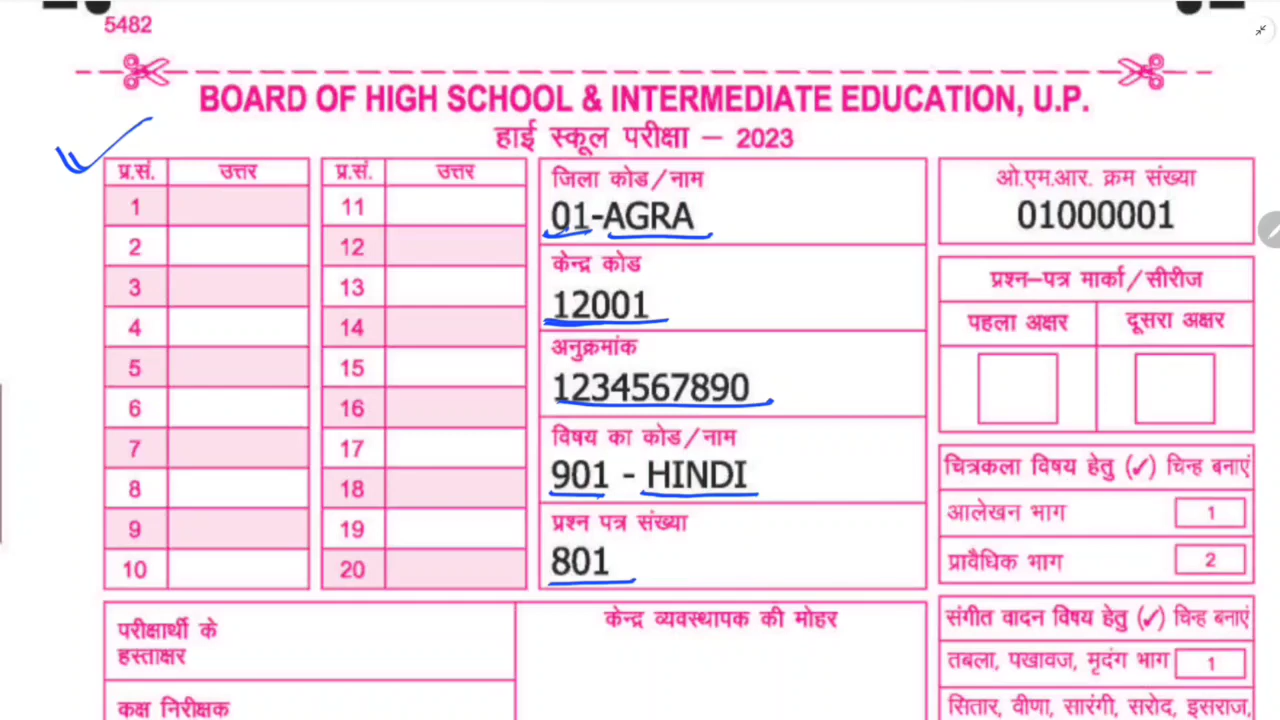 5482
BOARD OF HIGH SCHOOL & INTERMEDIATE EDUCATION, U.P.
हाई स्कूल परीक्षा – 2023
प्र.सं. उत्तर
1
2
3
4
5
6
7
8
9
10
प्र.सं. उत्तर
11
12
13
14
15
16
17
18
19
20
जिला कोड/नाम
01-AGRA
केन्द्र कोड
12001
अनुक्रमांक
1234567890
विषय का कोड/नाम
901 - HINDI
प्रश्न पत्र संख्या
801
ओ.एम.आर. क्रम संख्या
01000001
प्रश्न–पत्र मार्का/सीरीज
पहला अक्षर दूसरा अक्षर
चित्रकला विषय हेतु (✓) चिन्ह बनाएं
आलेखन भाग 1
प्रावैधिक भाग 2
संगीत वादन विषय हेतु (✓) चिन्ह बनाएं
तबला, पखावज, मृदंग भाग 1
सितार, वीणा, सारंगी, सरोद, इसराज,
परीक्षार्थी के
हस्ताक्षर
केन्द्र व्यवस्थापक की मोहर
कक्ष निरीक्षक